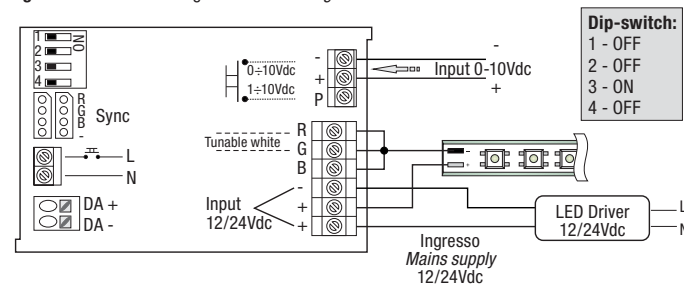 1
2
3
4
ON
R
G
B
-
Sync
L
N
DA +
DA -
0÷10Vdc
1÷10Vdc
-
+
P
Input 0-10Vdc
-
+
Tunable white
R
G
B
-
+
+
Input
12/24Vdc
-
+
Ingresso
Mains supply
12/24Vdc
LED Driver
12/24Vdc
L
N
Dip-switch:
1 - OFF
2 - OFF
3 - ON
4 - OFF